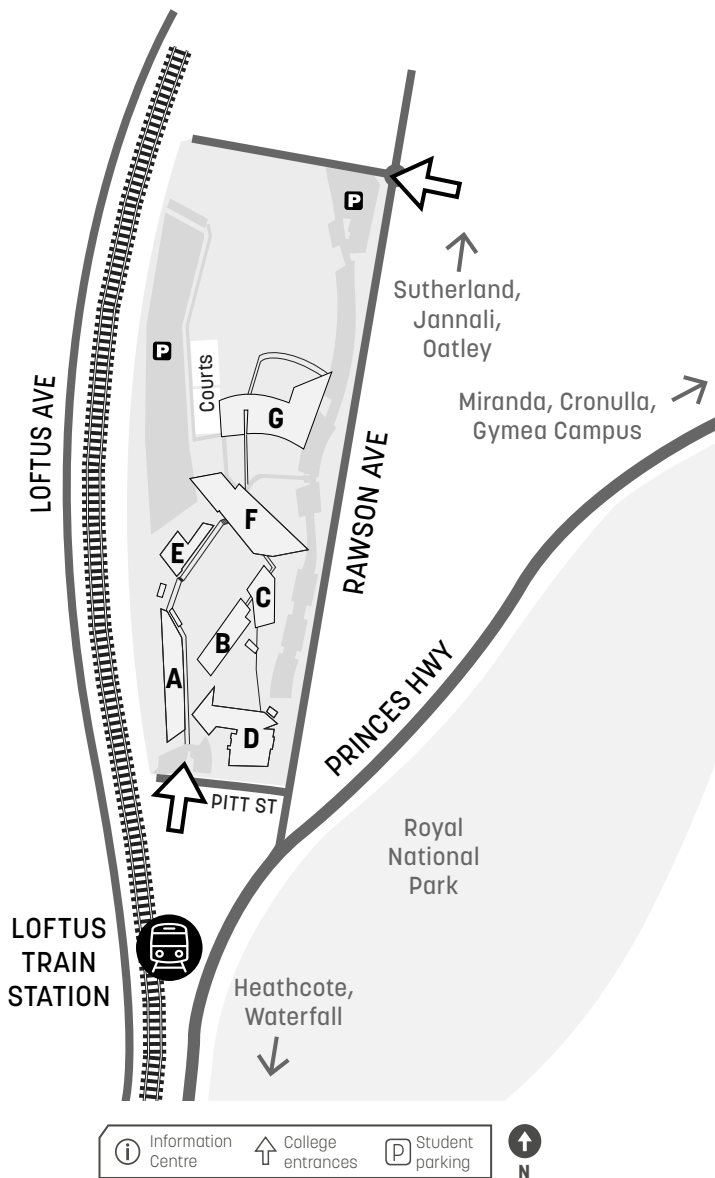 P
Sutherland,
Jannali,
Oatley
P
Courts
LOFTUS AVE
Miranda, Cronulla,
Gymea Campus
G
RAWSON AVE
F
E
C
B
A
D
PRINCES HWY
PITT ST
Royal
National
Park
LOFTUS
TRAIN
STATION
Heathcote,
Waterfall
i
Information
Centre
College
entrances
P
Student
parking
N